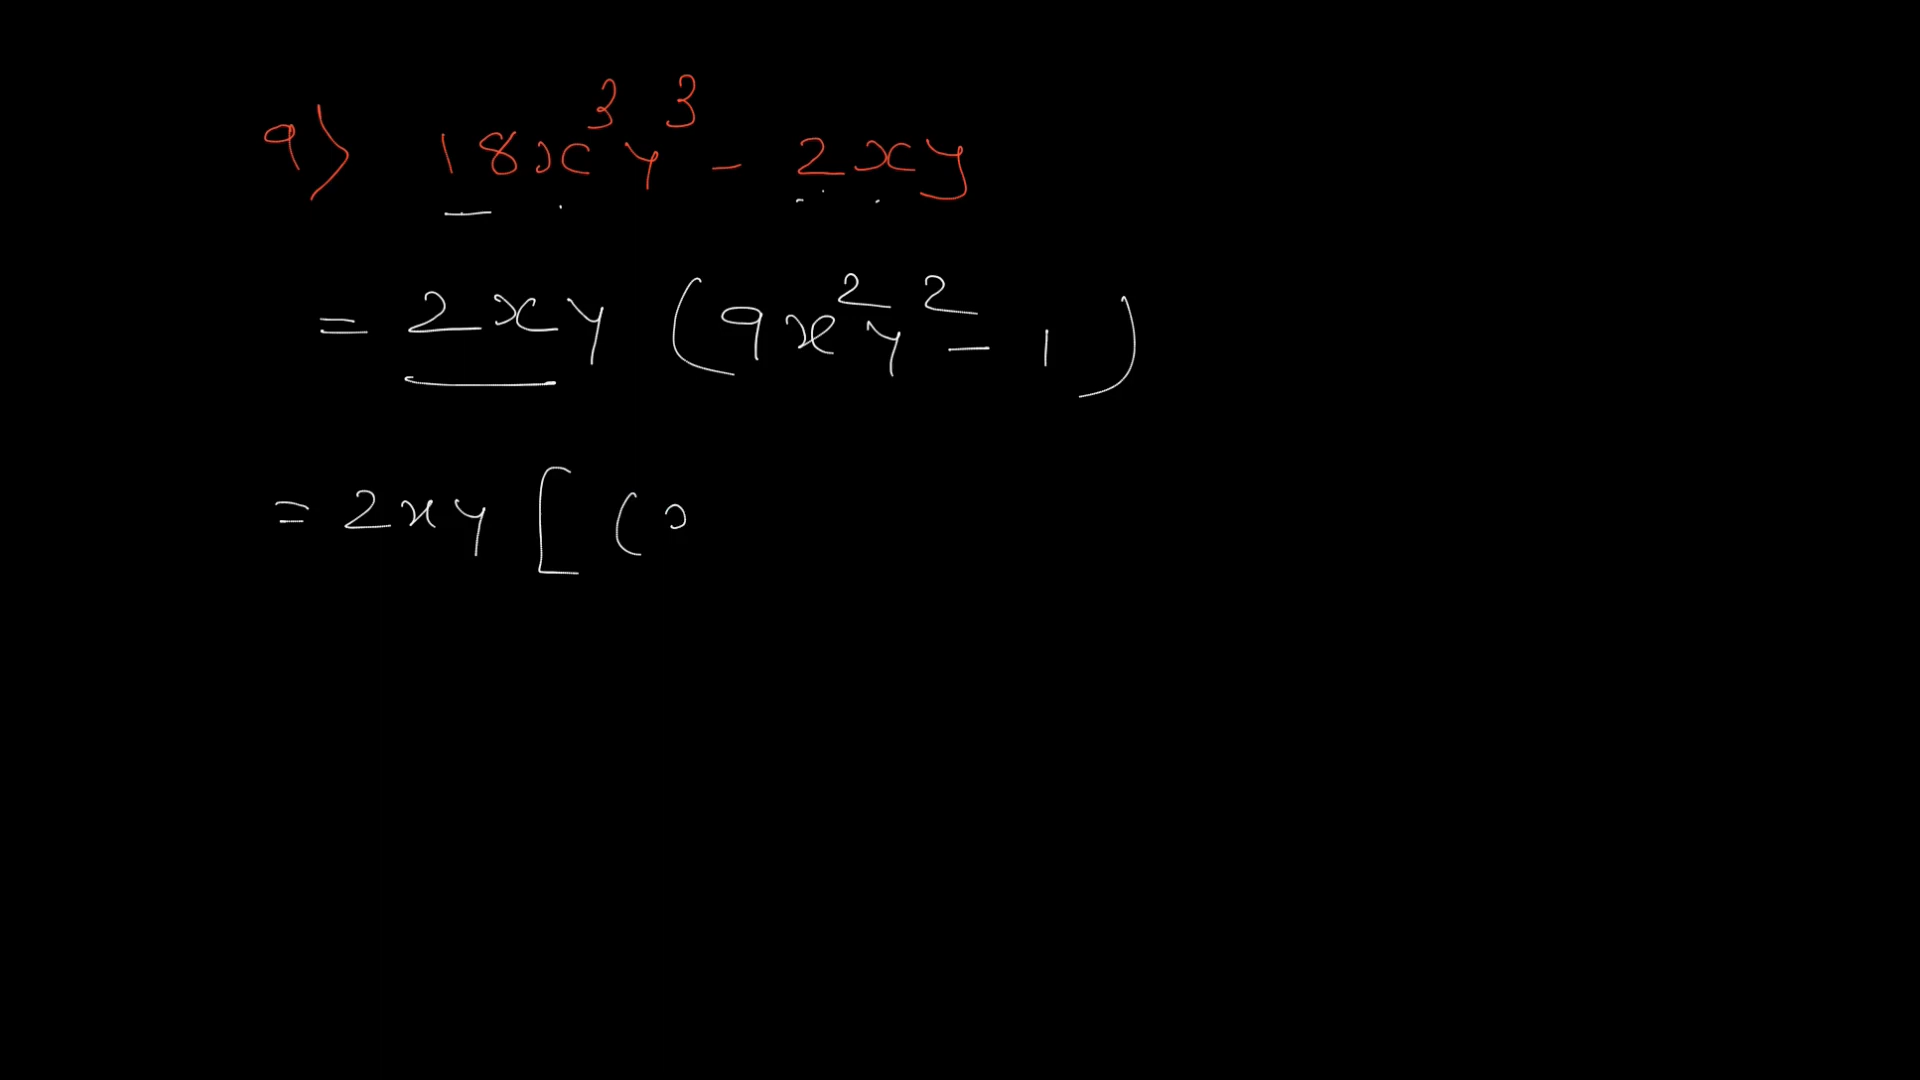 9) 18x³y³ - 2xy
= 2xy (9x²y² - 1)
= 2xy [ (